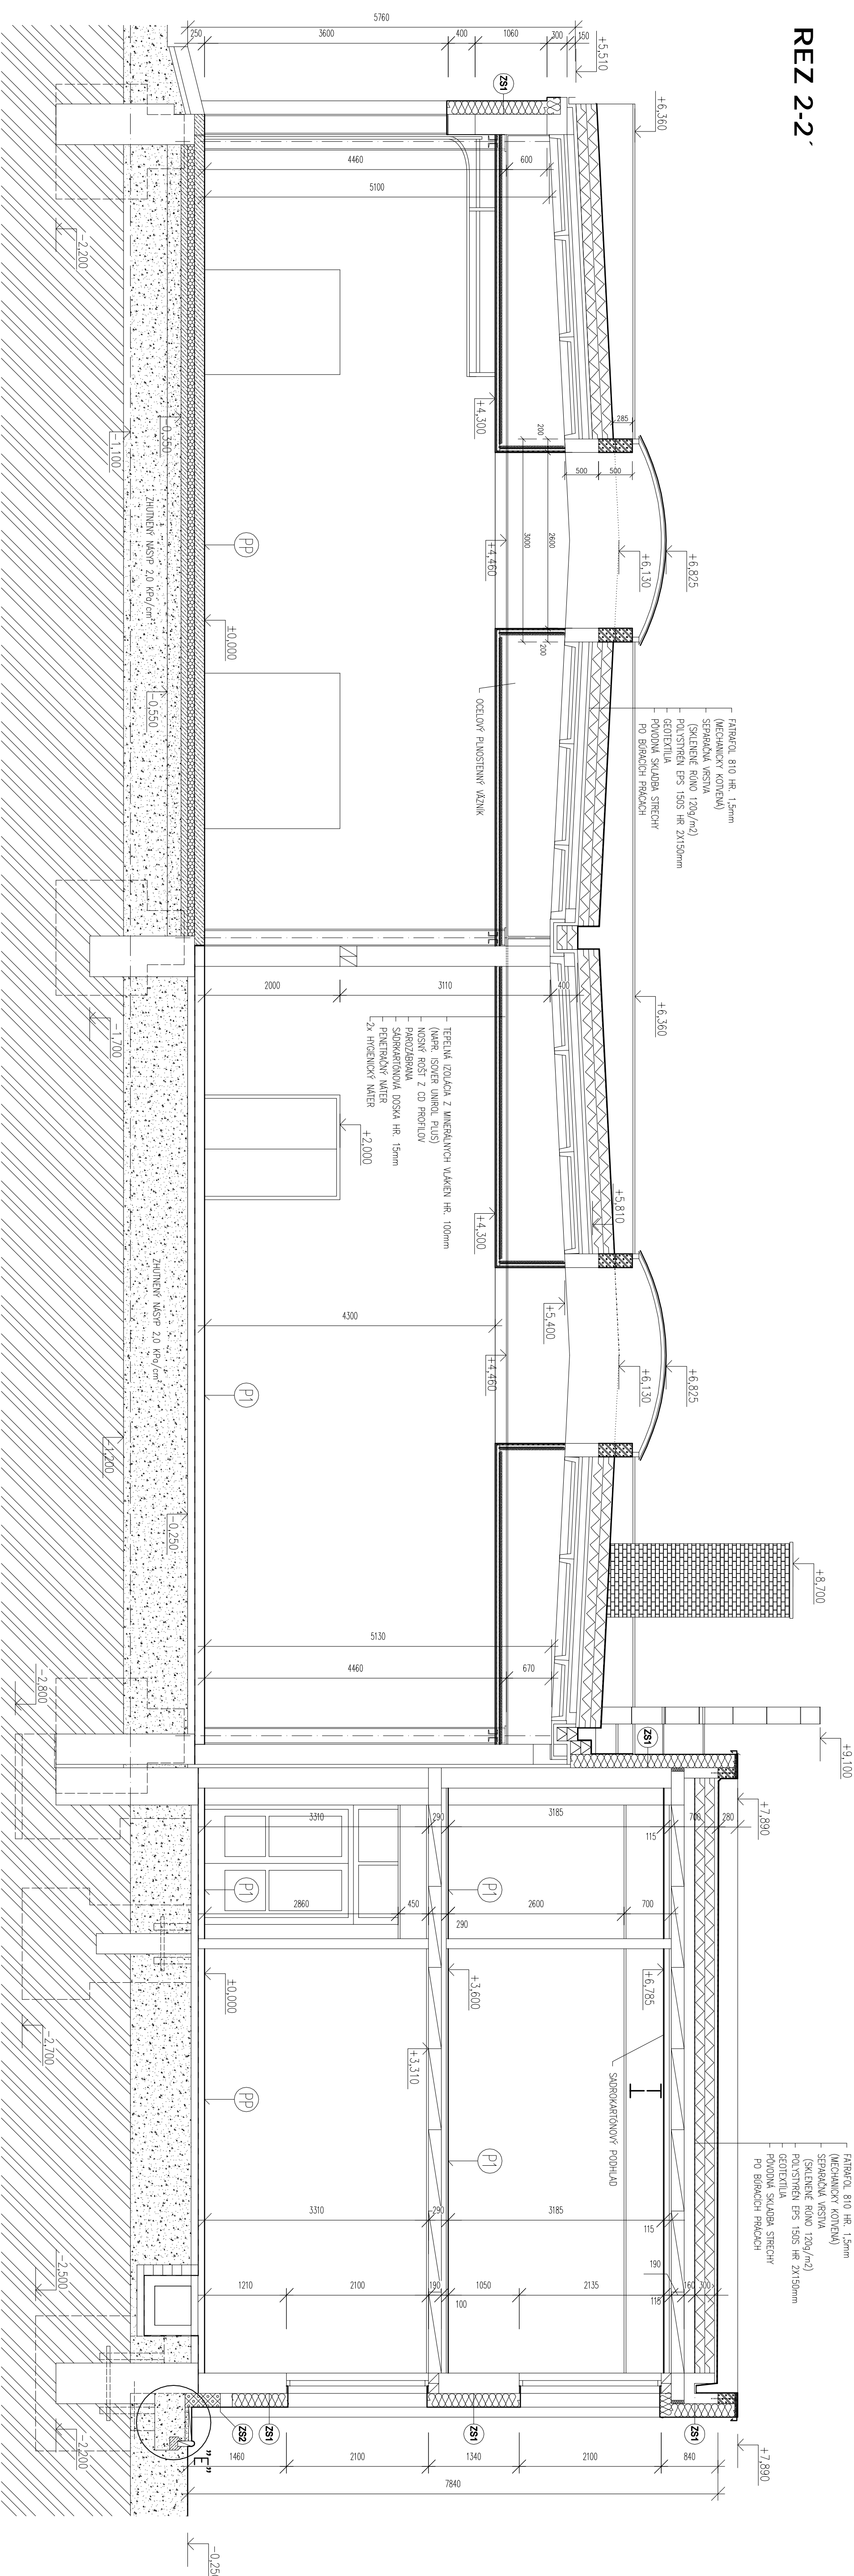 REZ 2-2´
5760
250
3600
400
1060
300
150
+5,510
ZS1
+6,360
4460
600
5100
-2,200
+4,300
-1,100
-0,350
285
200
500
500
3000
2600
200
+6,825
+6,130
+4,460
PP
±0,000
ZHUTNENÝ NÁSYP 2,0 KPa/cm²
-0,550
OCELOVÝ PLNOSTENNÝ VÄZNÍK
FATRAFOL 810 HR. 1,5mm
(MECHANICKY KOTVENÁ)
SEPARAČNÁ VRSTVA
(SKLENENÉ RÚNO 120g/m2)
POLYSTYRÉN EPS 150S HR 2X150mm
GEOTEXTÍLIA
PÔVODNÁ SKLADBA STRECHY
PO BÚRACÍCH PRÁCACH
+6,360
2000
3110
400
-1,700
TEPELNÁ IZOLÁCIA Z MINERÁLNYCH VLÁKIEN HR. 100mm
(NAPR. ISOVER UNIROL PLUS)
NOSNÝ ROŠT Z CD PROFILOV
PAROZÁBRANA
SÁDRKARTÓNOVÁ DOSKA HR. 15mm
PENETRAČNÝ NÁTER
2x HYGIENICKÝ NÁTER
+2,000
+4,300
+5,810
+5,400
ZHUTNENÝ NÁSYP 2,0 KPa/cm²
4300
+4,460
+6,130
+6,825
P1
-1,200
-0,250
+8,700
5130
4460
670
-2,800
ZS1
+9,100
+7,890
3310
290
3185
115
700
280
P1
P1
2860
450
290
2600
700
±0,000
+3,600
+6,785
-2,700
+3,310
SADROKARTÓNOVÝ PODHLAD
PP
P1
FATRAFOL 810 HR. 1,5mm
(MECHANICKY KOTVENÁ)
SEPARAČNÁ VRSTVA
(SKLENENÉ RÚNO 120g/m2)
POLYSTYRÉN EPS 150S HR 2X150mm
GEOTEXTÍLIA
PÔVODNÁ SKLADBA STRECHY
PO BÚRACÍCH PRÁCACH
3310
290
3185
115
-2,500
1210
2100
190
100
1050
2135
115
190
160
300
ZS2
ZS1
ZS1
ZS1
-2,200
"E"
1460
2100
1340
2100
840
+7,890
7840
-0,250